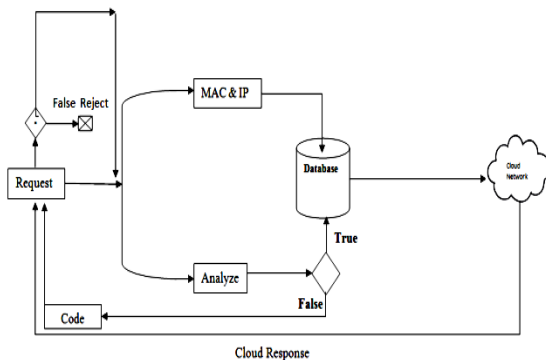 False Reject
MAC & IP
Request
Database
Cloud
Network
True
Analyze
False
Code
Cloud Response